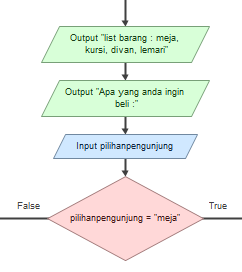 Output "list barang : meja,
kursi, divan, lemari"
Output "Apa yang anda ingin
beli :"
Input pilihanpengunjung
False
True
pilihanpengunjung = "meja"